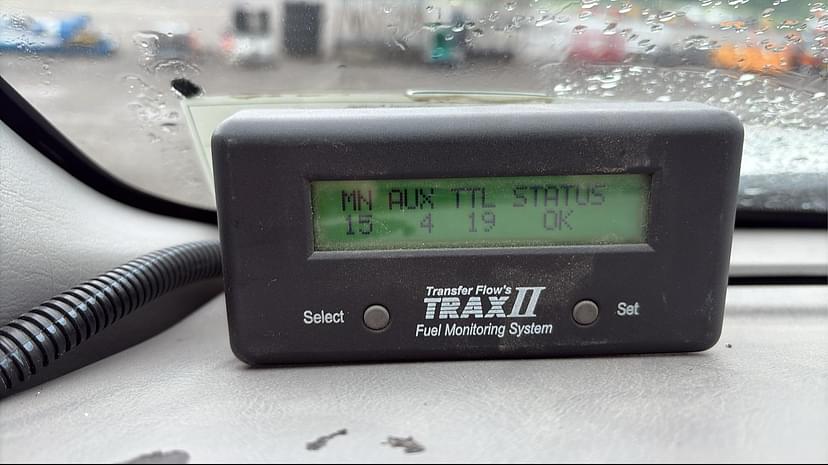 MN AUX TTL STATUS
15 4 19 OK
Transfer Flow's
Select TRAX II Set
Fuel Monitoring System